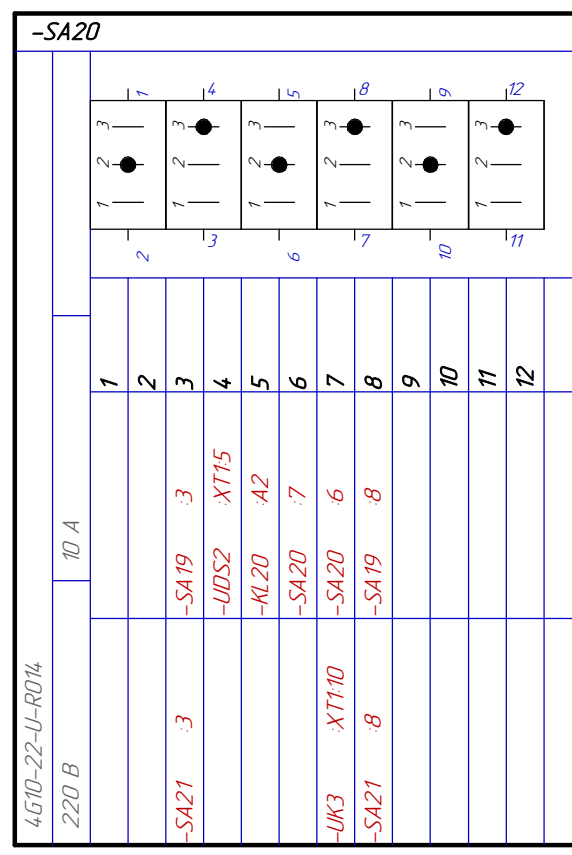 -SA20
1 4 5 8 9 12
3 3 3 3 3 3
2 2 2 2 2 2
1 1 1 1 1 1
2 3 6 7 10 11
1
2
3 -SA19 :3 -SA21 :3
4 -UDS2 :XT1:5
5 -KL20 :A2
6 -SA20 :7
7 -SA20 :6 -UK3 :XT1:10
8 -SA19 :8 -SA21 :8
9
10
11
12
4G10-22-U-R014
220 В 10 А